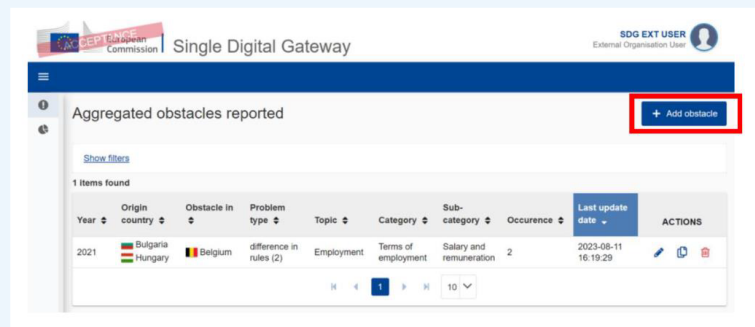 ACCEPTANCE
European
Commission
Single Digital Gateway
SDG EXT USER
External Organisation User
Aggregated obstacles reported
+ Add obstacle
Show filters
1 items found
Year
Origin country
Obstacle in
Problem type
Topic
Category
Sub-category
Occurence
Last update date
ACTIONS
2021
Bulgaria
Hungary
Belgium
difference in rules (2)
Employment
Terms of employment
Salary and remuneration
2
2023-08-11 16:19:29
1
10